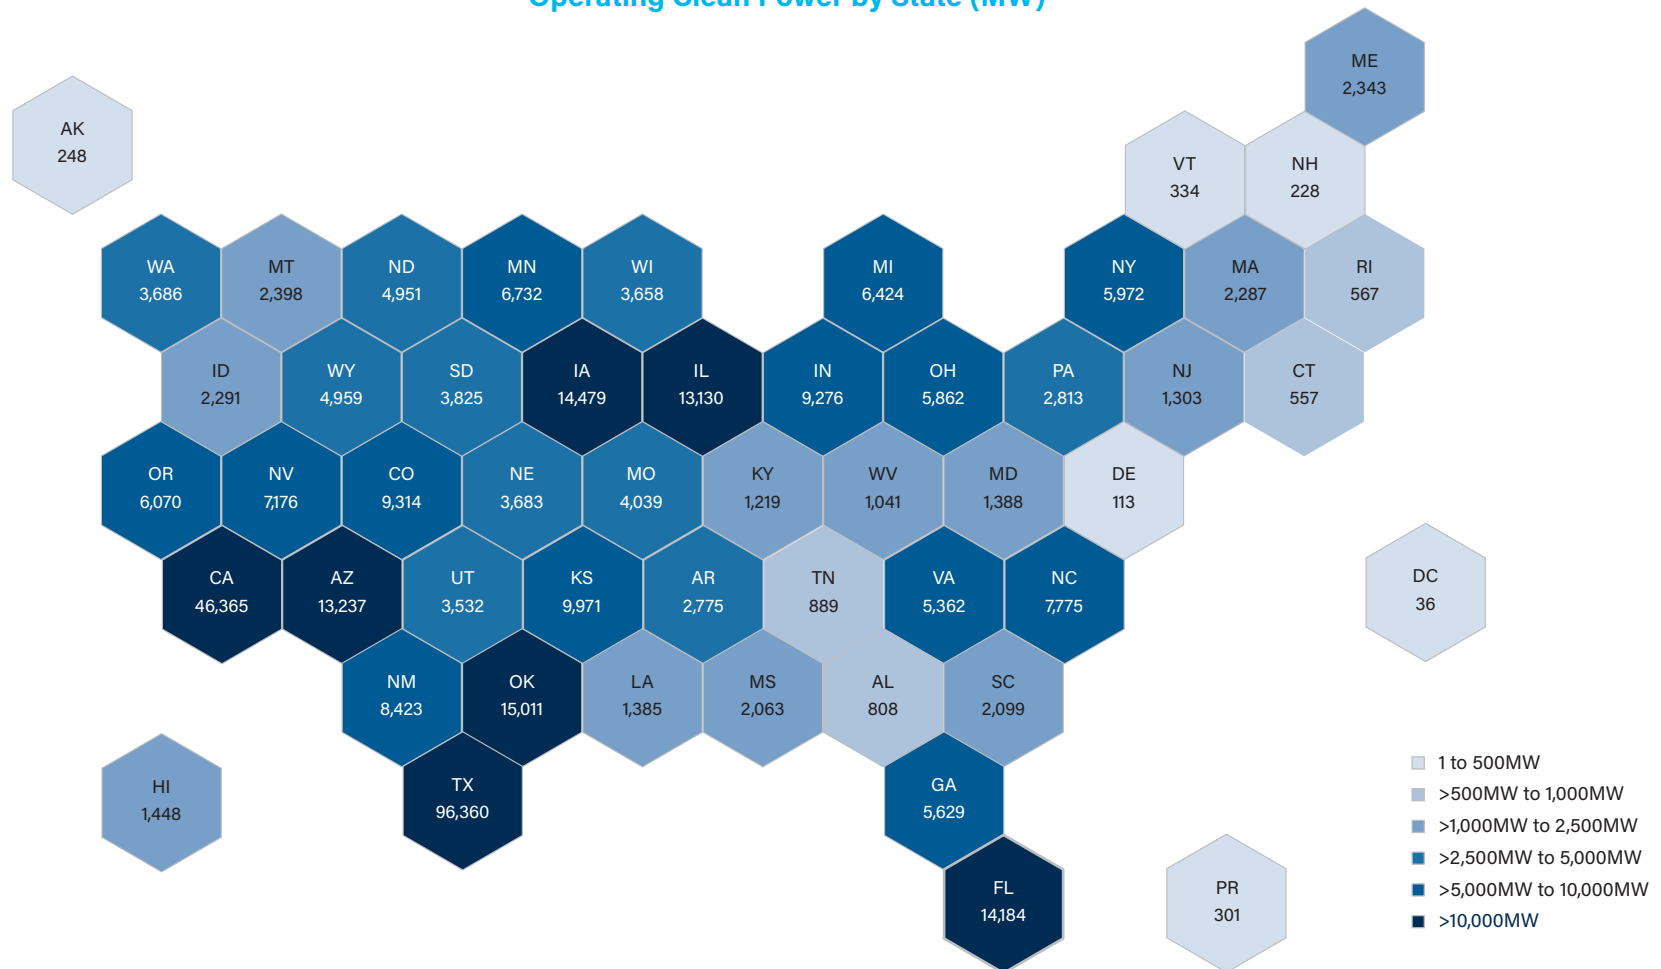 Operating Clean Power by State (MW)
ME
2,343
AK
248
VT
334
NH
228
WA
3,686
MT
2,398
ND
4,951
MN
6,732
WI
3,658
MI
6,424
NY
5,972
MA
2,287
RI
567
ID
2,291
WY
4,959
SD
3,825
IA
14,479
IL
13,130
IN
9,276
OH
5,862
PA
2,813
NJ
1,303
CT
557
OR
6,070
NV
7,176
CO
9,314
NE
3,683
MO
4,039
KY
1,219
WV
1,041
MD
1,388
DE
113
CA
46,365
AZ
13,237
UT
3,532
KS
9,971
AR
2,775
TN
889
VA
5,362
NC
7,775
DC
36
NM
8,423
OK
15,011
LA
1,385
MS
2,063
AL
808
SC
2,099
HI
1,448
TX
96,360
GA
5,629
FL
14,184
PR
301
1 to 500MW
>500MW to 1,000MW
>1,000MW to 2,500MW
>2,500MW to 5,000MW
>5,000MW to 10,000MW
>10,000MW